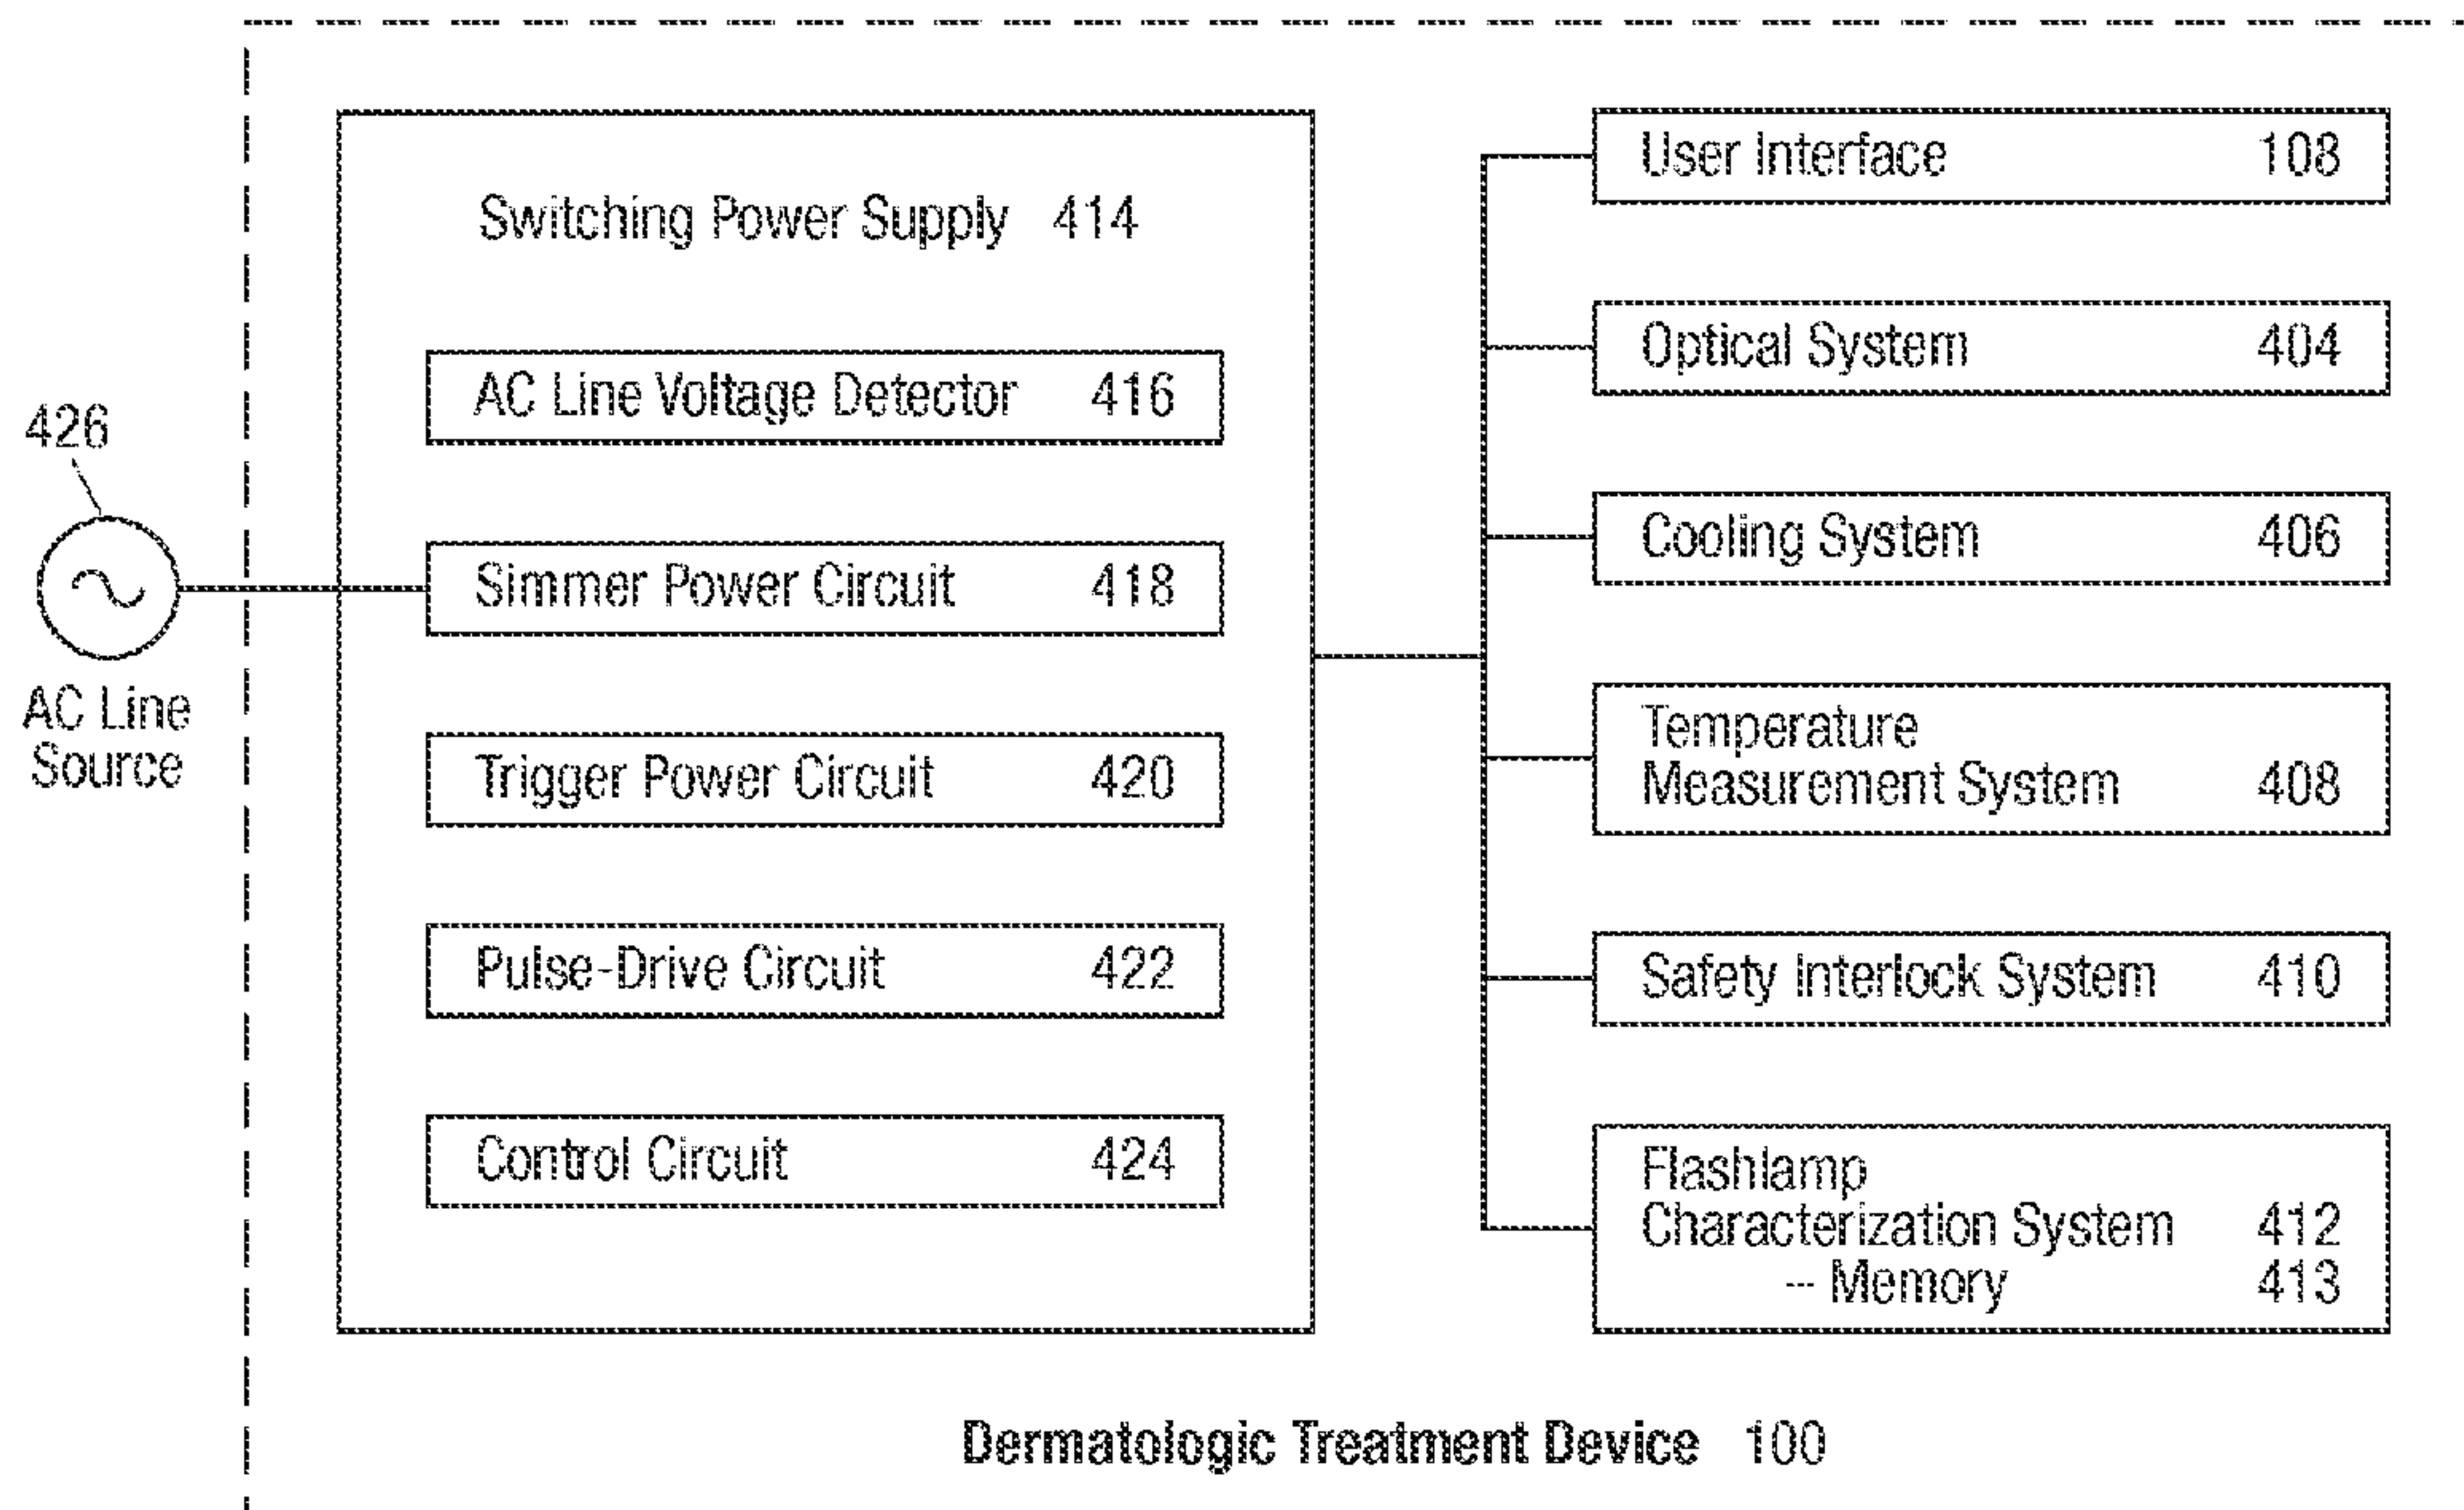 426
AC Line
Source
Switching Power Supply 414
AC Line Voltage Detector 416
Simmer Power Circuit 418
Trigger Power Circuit 420
Pulse-Drive Circuit 422
Control Circuit 424
User Interface 108
Optical System 404
Cooling System 406
Temperature
Measurement System 408
Safety Interlock System 410
Flashlamp
Characterization System 412
-- Memory 413
Dermatologic Treatment Device 100